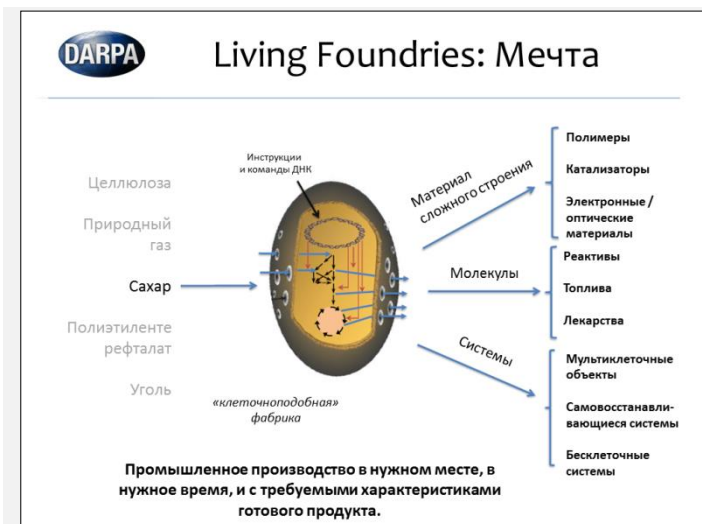 DARPA
Living Foundries: Мечта
Инструкции
и команды ДНК
Целлюлоза
Природный
газ
Сахар
Полиэтиленте
рефталат
Уголь
«клеточноподобная»
фабрика
Материал
сложного строения
Молекулы
Системы
Полимеры
Катализаторы
Электронные /
оптические
материалы
Реактивы
Топлива
Лекарства
Мультиклеточные
объекты
Самовосстанавли-
вающиеся системы
Бесклеточные
системы
Промышленное производство в нужном месте, в
нужное время, и с требуемыми характеристиками
готового продукта.